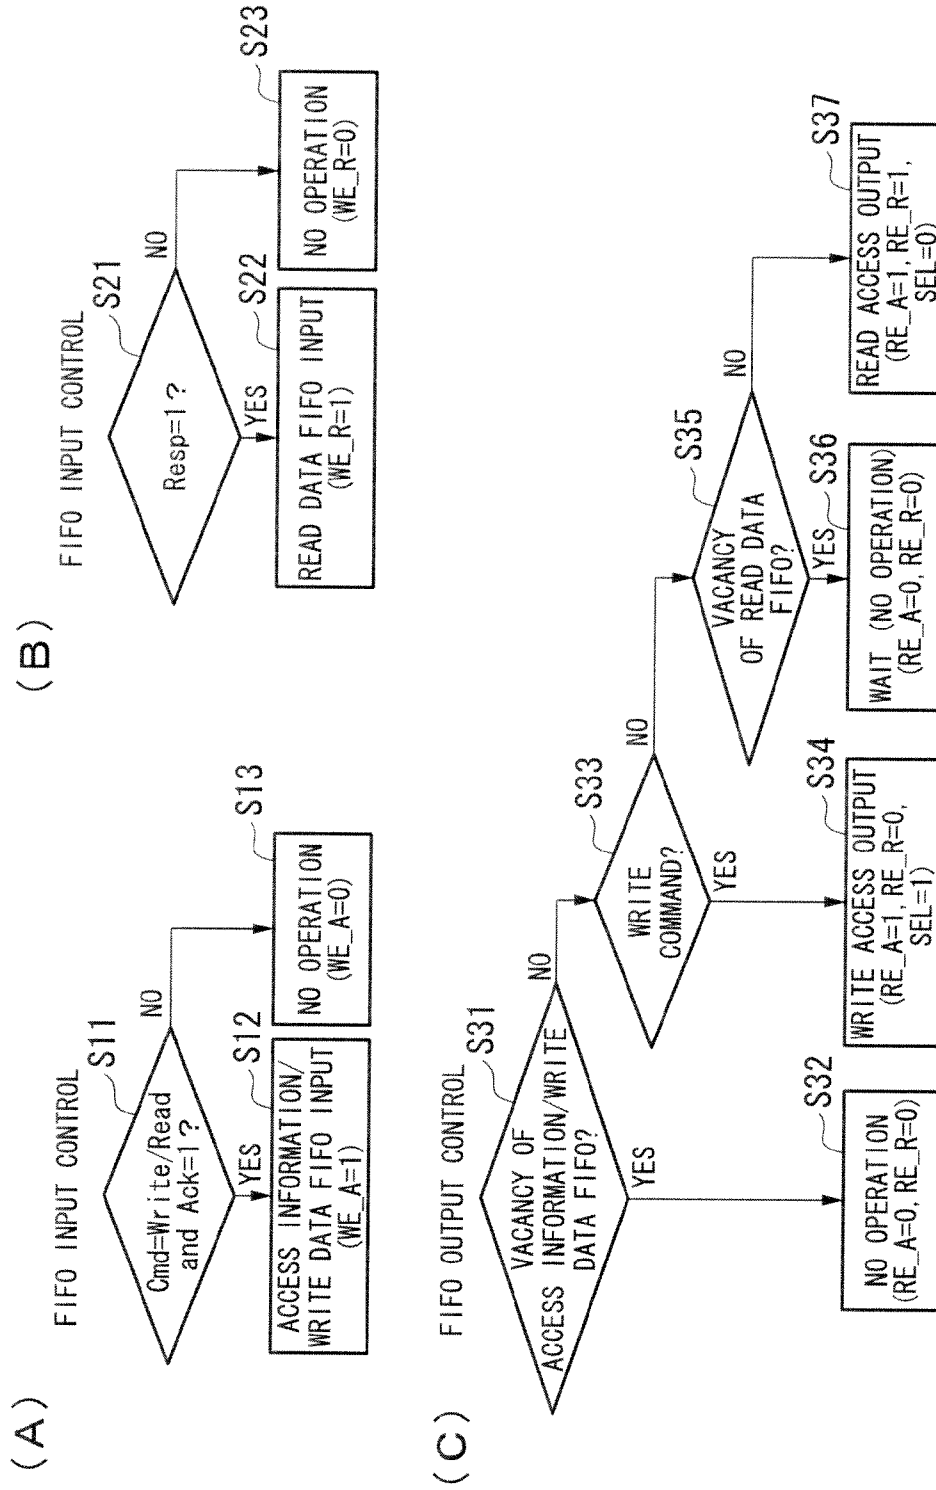 (A)
FIFO INPUT CONTROL
S11
Cmd=Write/Read
and Ack=1?
NO
YES
S12
ACCESS INFORMATION/
WRITE DATA FIFO INPUT
(WE_A=1)
S13
NO OPERATION
(WE_A=0)
(B)
FIFO INPUT CONTROL
S21
Resp=1?
NO
YES
S22
READ DATA FIFO INPUT
(WE_R=1)
S23
NO OPERATION
(WE_R=0)
(C)
FIFO OUTPUT CONTROL
S31
VACANCY OF
ACCESS INFORMATION/WRITE
DATA FIFO?
NO
YES
S32
NO OPERATION
(RE_A=0, RE_R=0)
S33
WRITE
COMMAND?
NO
YES
S34
WRITE ACCESS OUTPUT
(RE_A=1, RE_R=0,
SEL=1)
S35
VACANCY
OF READ DATA
FIFO?
NO
YES
S36
WAIT (NO OPERATION)
(RE_A=0, RE_R=0)
S37
READ ACCESS OUTPUT
(RE_A=1, RE_R=1,
SEL=0)